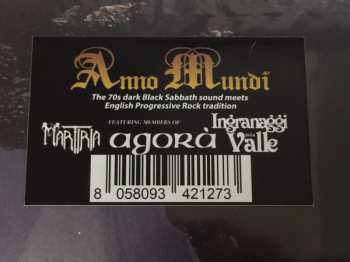 Anno Mundi
The 70s dark Black Sabbath sound meets
English Progressive Rock tradition
FEATURING MEMBERS OF
Martiria agorà Ingranaggi della Valle
8 058093 421273